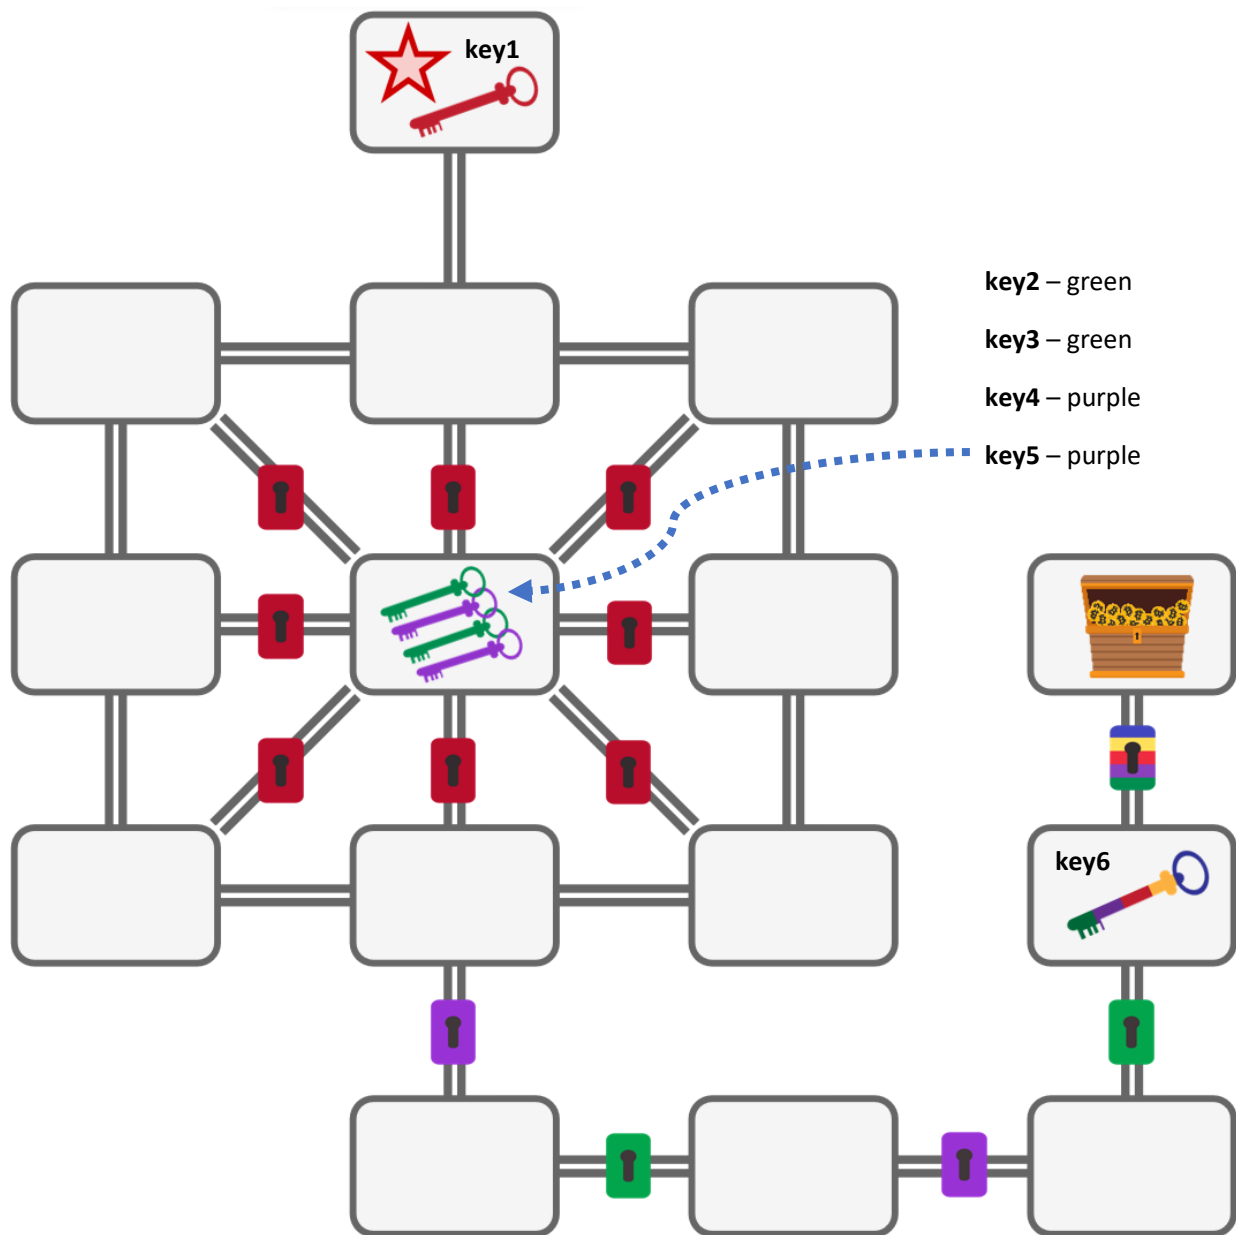 key1
key2 – green
key3 – green
key4 – purple
key5 – purple
key6